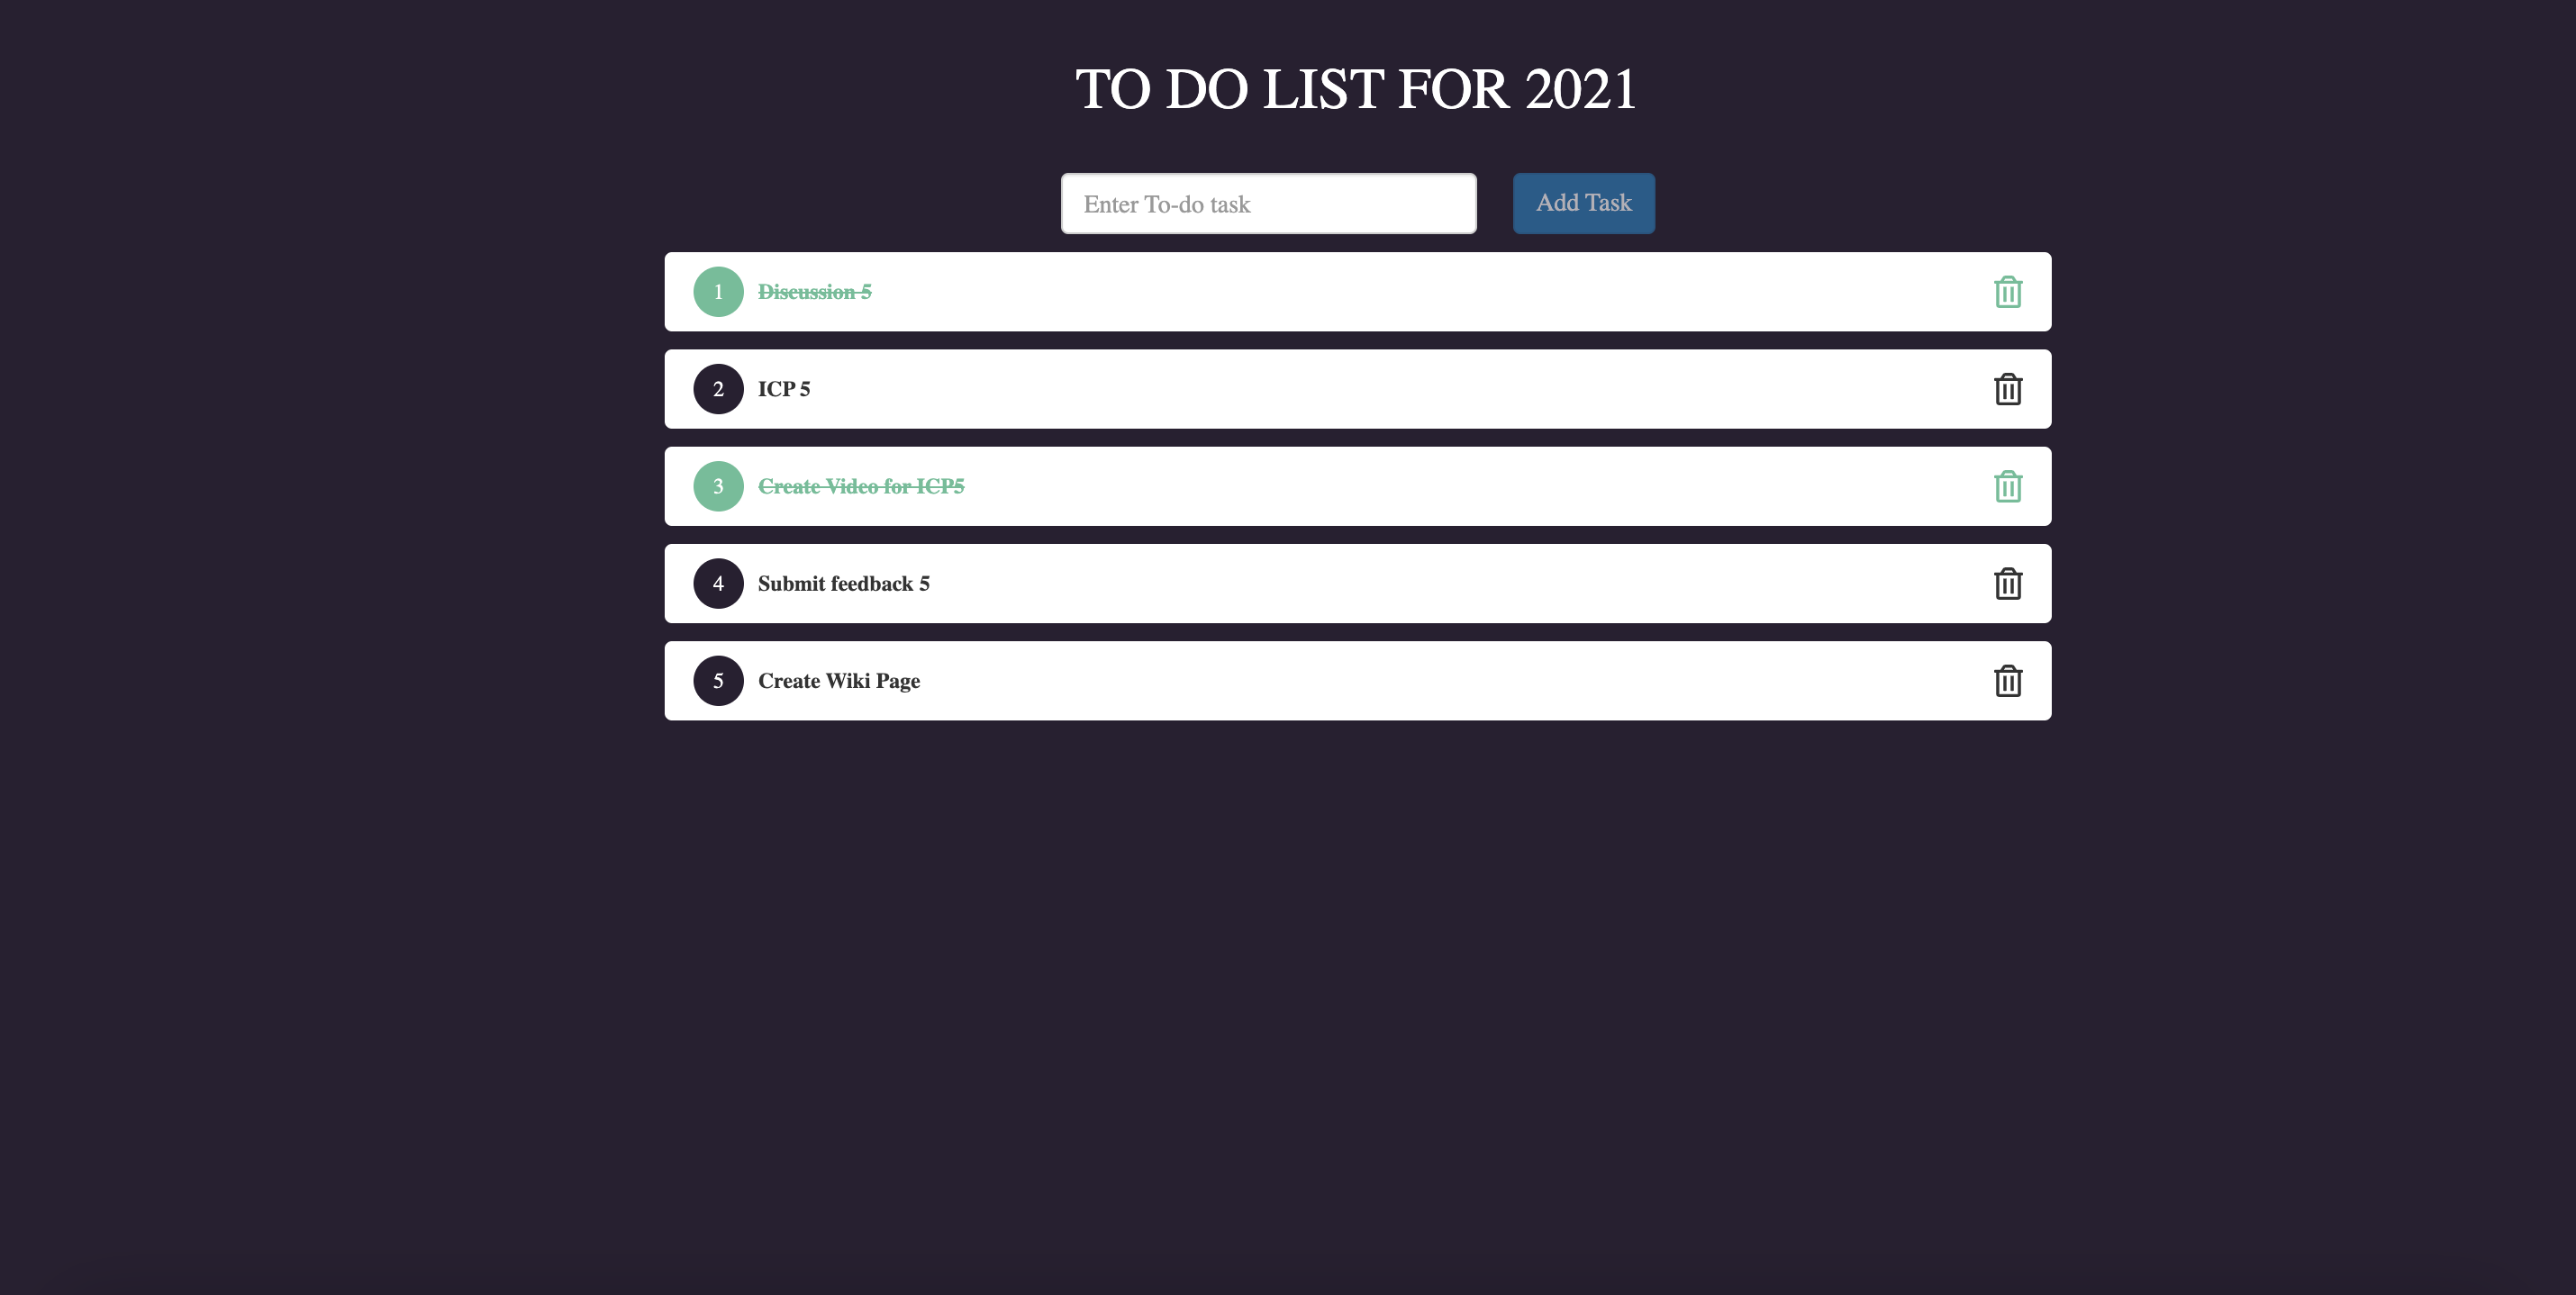 TO DO LIST FOR 2021
Enter To-do task
Add Task
1 Discussion 5
2 ICP 5
3 Create Video for ICP5
4 Submit feedback 5
5 Create Wiki Page